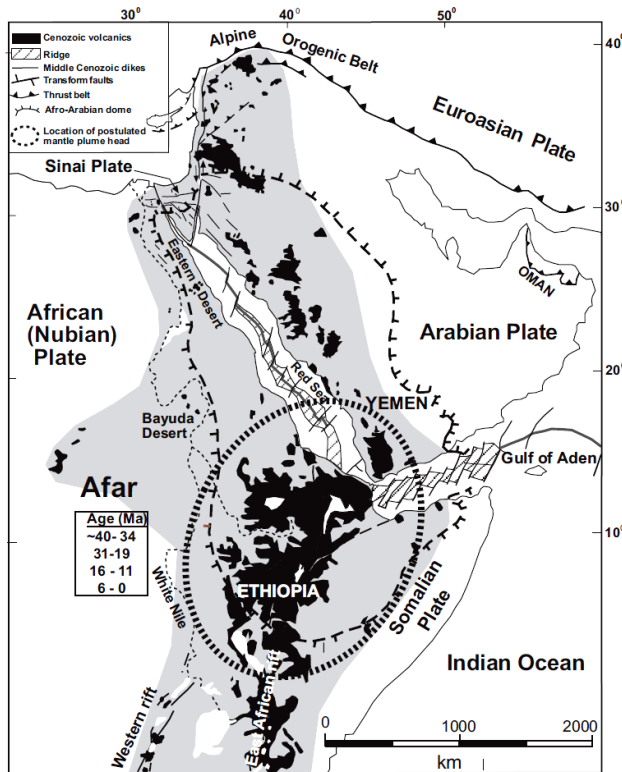 30° 40° 50°
Cenozoic volcanics
Ridge
Middle Cenozoic dikes
Transform faults
Thrust belt
Afro-Arabian dome
Location of postulated
mantle plume head
Alpine Orogenic Belt
40°
Euroasian Plate
Sinai Plate
30°
Eastern Desert
OMAN
African
(Nubian)
Plate
Arabian Plate
Red Sea
20°
YEMEN
Bayuda
Desert
Gulf of Aden
Afar
Age (Ma)
~40- 34
31-19
16 - 11
6 - 0
10°
White Nile
ETHIOPIA
Somalian
Plate
Indian Ocean
Western rift
East African rift
0 1000 2000
km